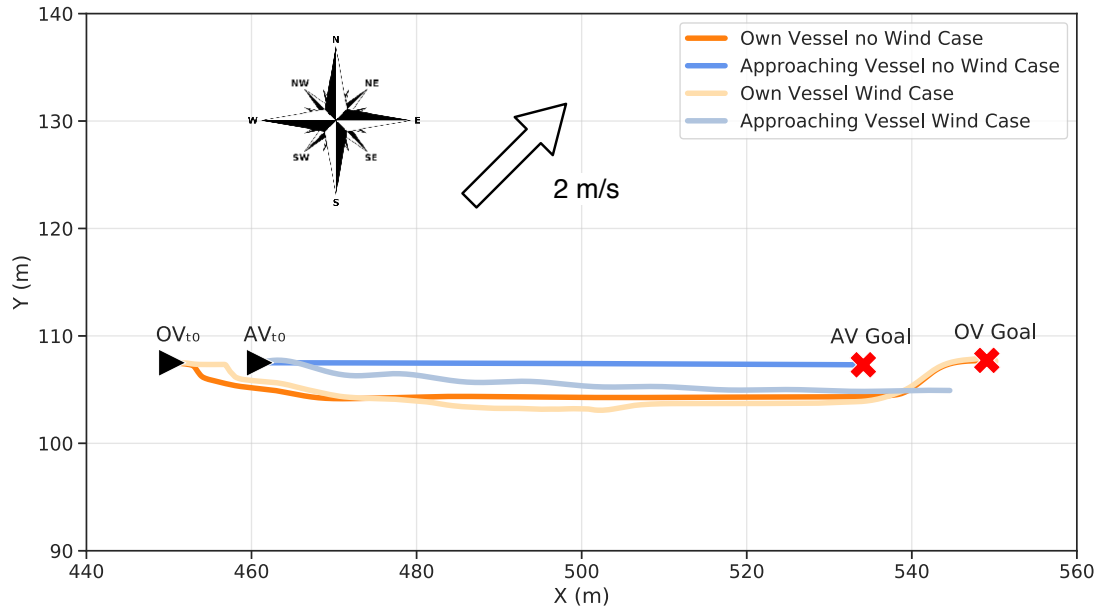 140
130
120
110
100
90
Y (m)
440
460
480
500
520
540
560
X (m)
N
NW
NE
W
E
SW
SE
S
2 m/s
Own Vessel no Wind Case
Approaching Vessel no Wind Case
Own Vessel Wind Case
Approaching Vessel Wind Case
OVₜ₀
AVₜ₀
AV Goal
OV Goal